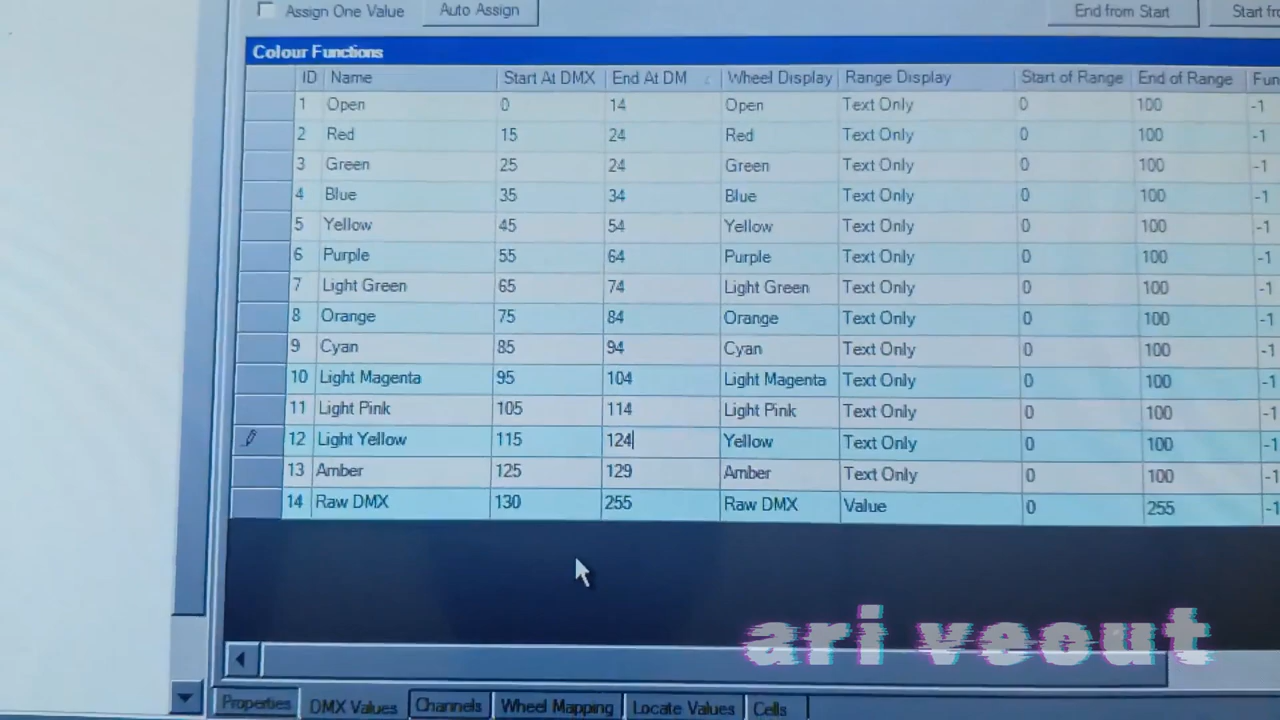 Assign One Value Auto Assign End from Start Start fro
Colour Functions
ID Name Start At DMX End At DM Wheel Display Range Display Start of Range End of Range Fun
1 Open 0 14 Open Text Only 0 100 -1
2 Red 15 24 Red Text Only 0 100 -1
3 Green 25 24 Green Text Only 0 100 -1
4 Blue 35 34 Blue Text Only 0 100 -1
5 Yellow 45 54 Yellow Text Only 0 100 -1
6 Purple 55 64 Purple Text Only 0 100 -1
7 Light Green 65 74 Light Green Text Only 0 100 -1
8 Orange 75 84 Orange Text Only 0 100 -1
9 Cyan 85 94 Cyan Text Only 0 100 -1
10 Light Magenta 95 104 Light Magenta Text Only 0 100 -1
11 Light Pink 105 114 Light Pink Text Only 0 100 -1
12 Light Yellow 115 124 Yellow Text Only 0 100 -1
13 Amber 125 129 Amber Text Only 0 100 -1
14 Raw DMX 130 255 Raw DMX Value 0 255 -1
ari veout
Properties DMX Values Channels Wheel Mapping Locate Values Cells